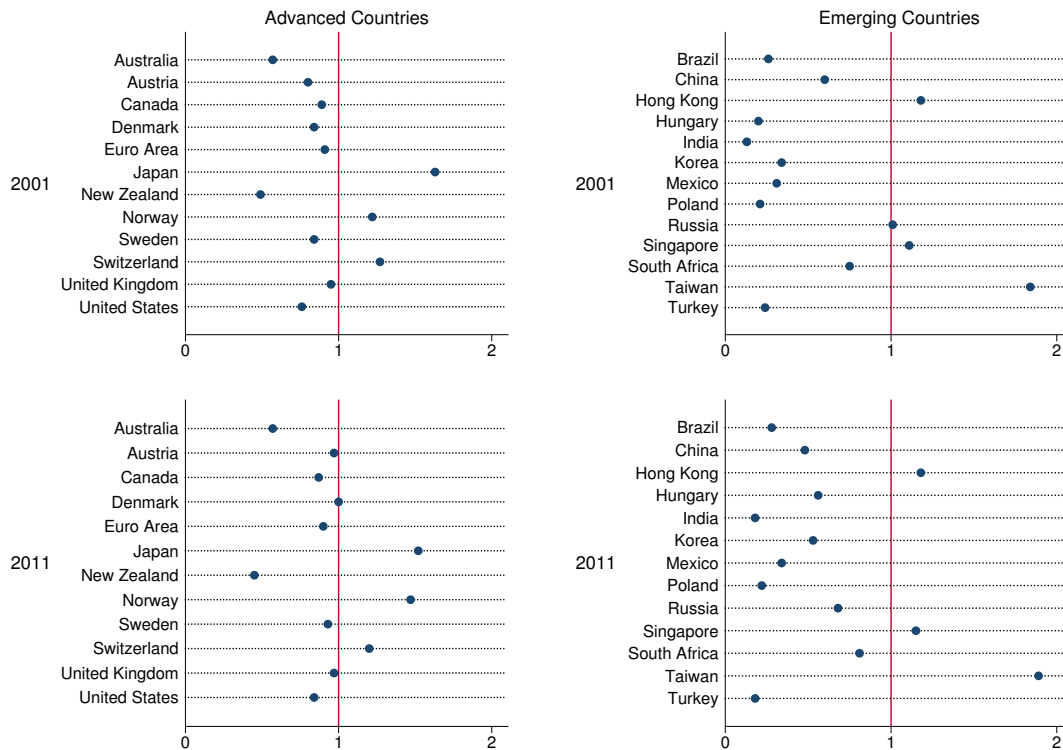 Advanced Countries
Emerging Countries
2001
Australia
Austria
Canada
Denmark
Euro Area
Japan
New Zealand
Norway
Sweden
Switzerland
United Kingdom
United States
0 1 2
2001
Brazil
China
Hong Kong
Hungary
India
Korea
Mexico
Poland
Russia
Singapore
South Africa
Taiwan
Turkey
0 1 2
2011
Australia
Austria
Canada
Denmark
Euro Area
Japan
New Zealand
Norway
Sweden
Switzerland
United Kingdom
United States
0 1 2
2011
Brazil
China
Hong Kong
Hungary
India
Korea
Mexico
Poland
Russia
Singapore
South Africa
Taiwan
Turkey
0 1 2